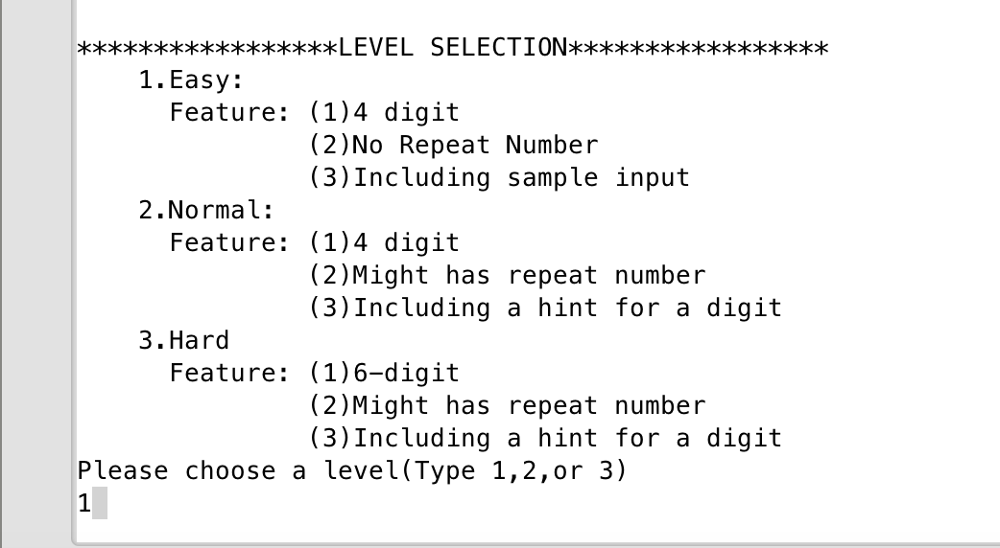 *****************LEVEL SELECTION*****************
1.Easy:
Feature: (1)4 digit
(2)No Repeat Number
(3)Including sample input
2.Normal:
Feature: (1)4 digit
(2)Might has repeat number
(3)Including a hint for a digit
3.Hard
Feature: (1)6-digit
(2)Might has repeat number
(3)Including a hint for a digit
Please choose a level(Type 1,2,or 3)
1